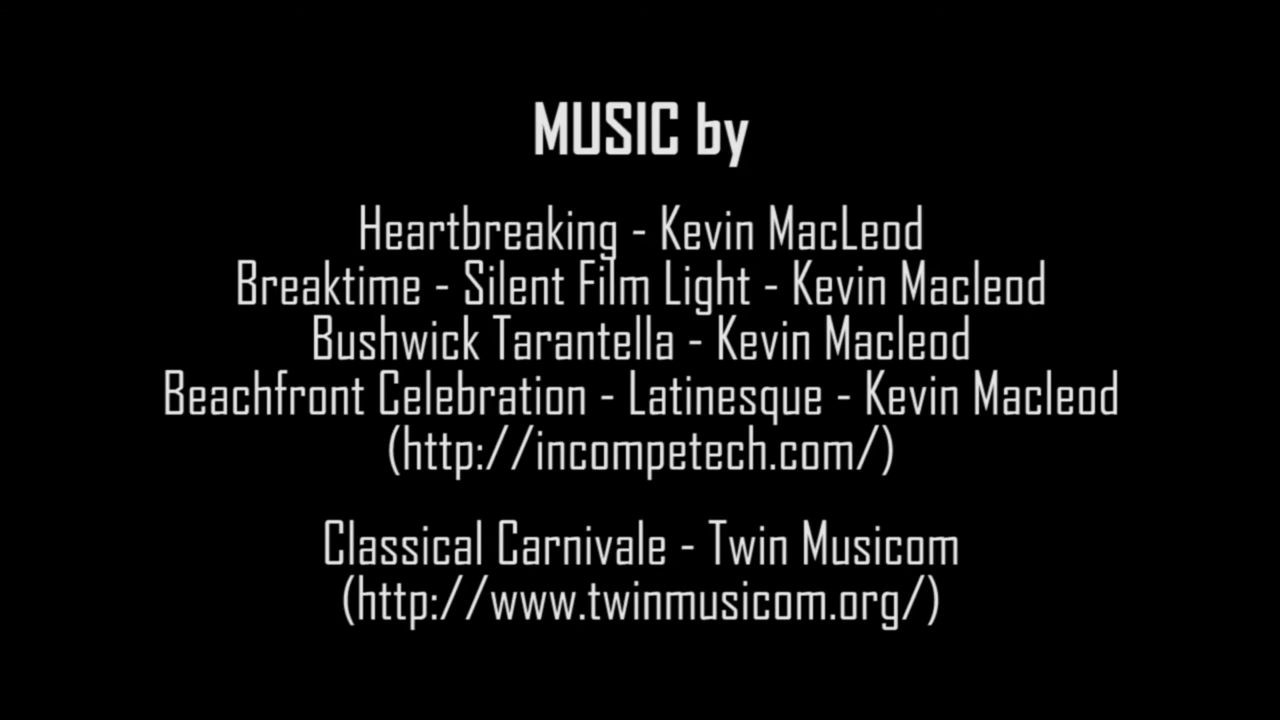 MUSIC by
Heartbreaking - Kevin MacLeod
Breaktime - Silent Film Light - Kevin Macleod
Bushwick Tarantella - Kevin Macleod
Beachfront Celebration - Latinesque - Kevin Macleod
(http://incompetech.com/)
Classical Carnivale - Twin Musicom
(http://www.twinmusicom.org/)